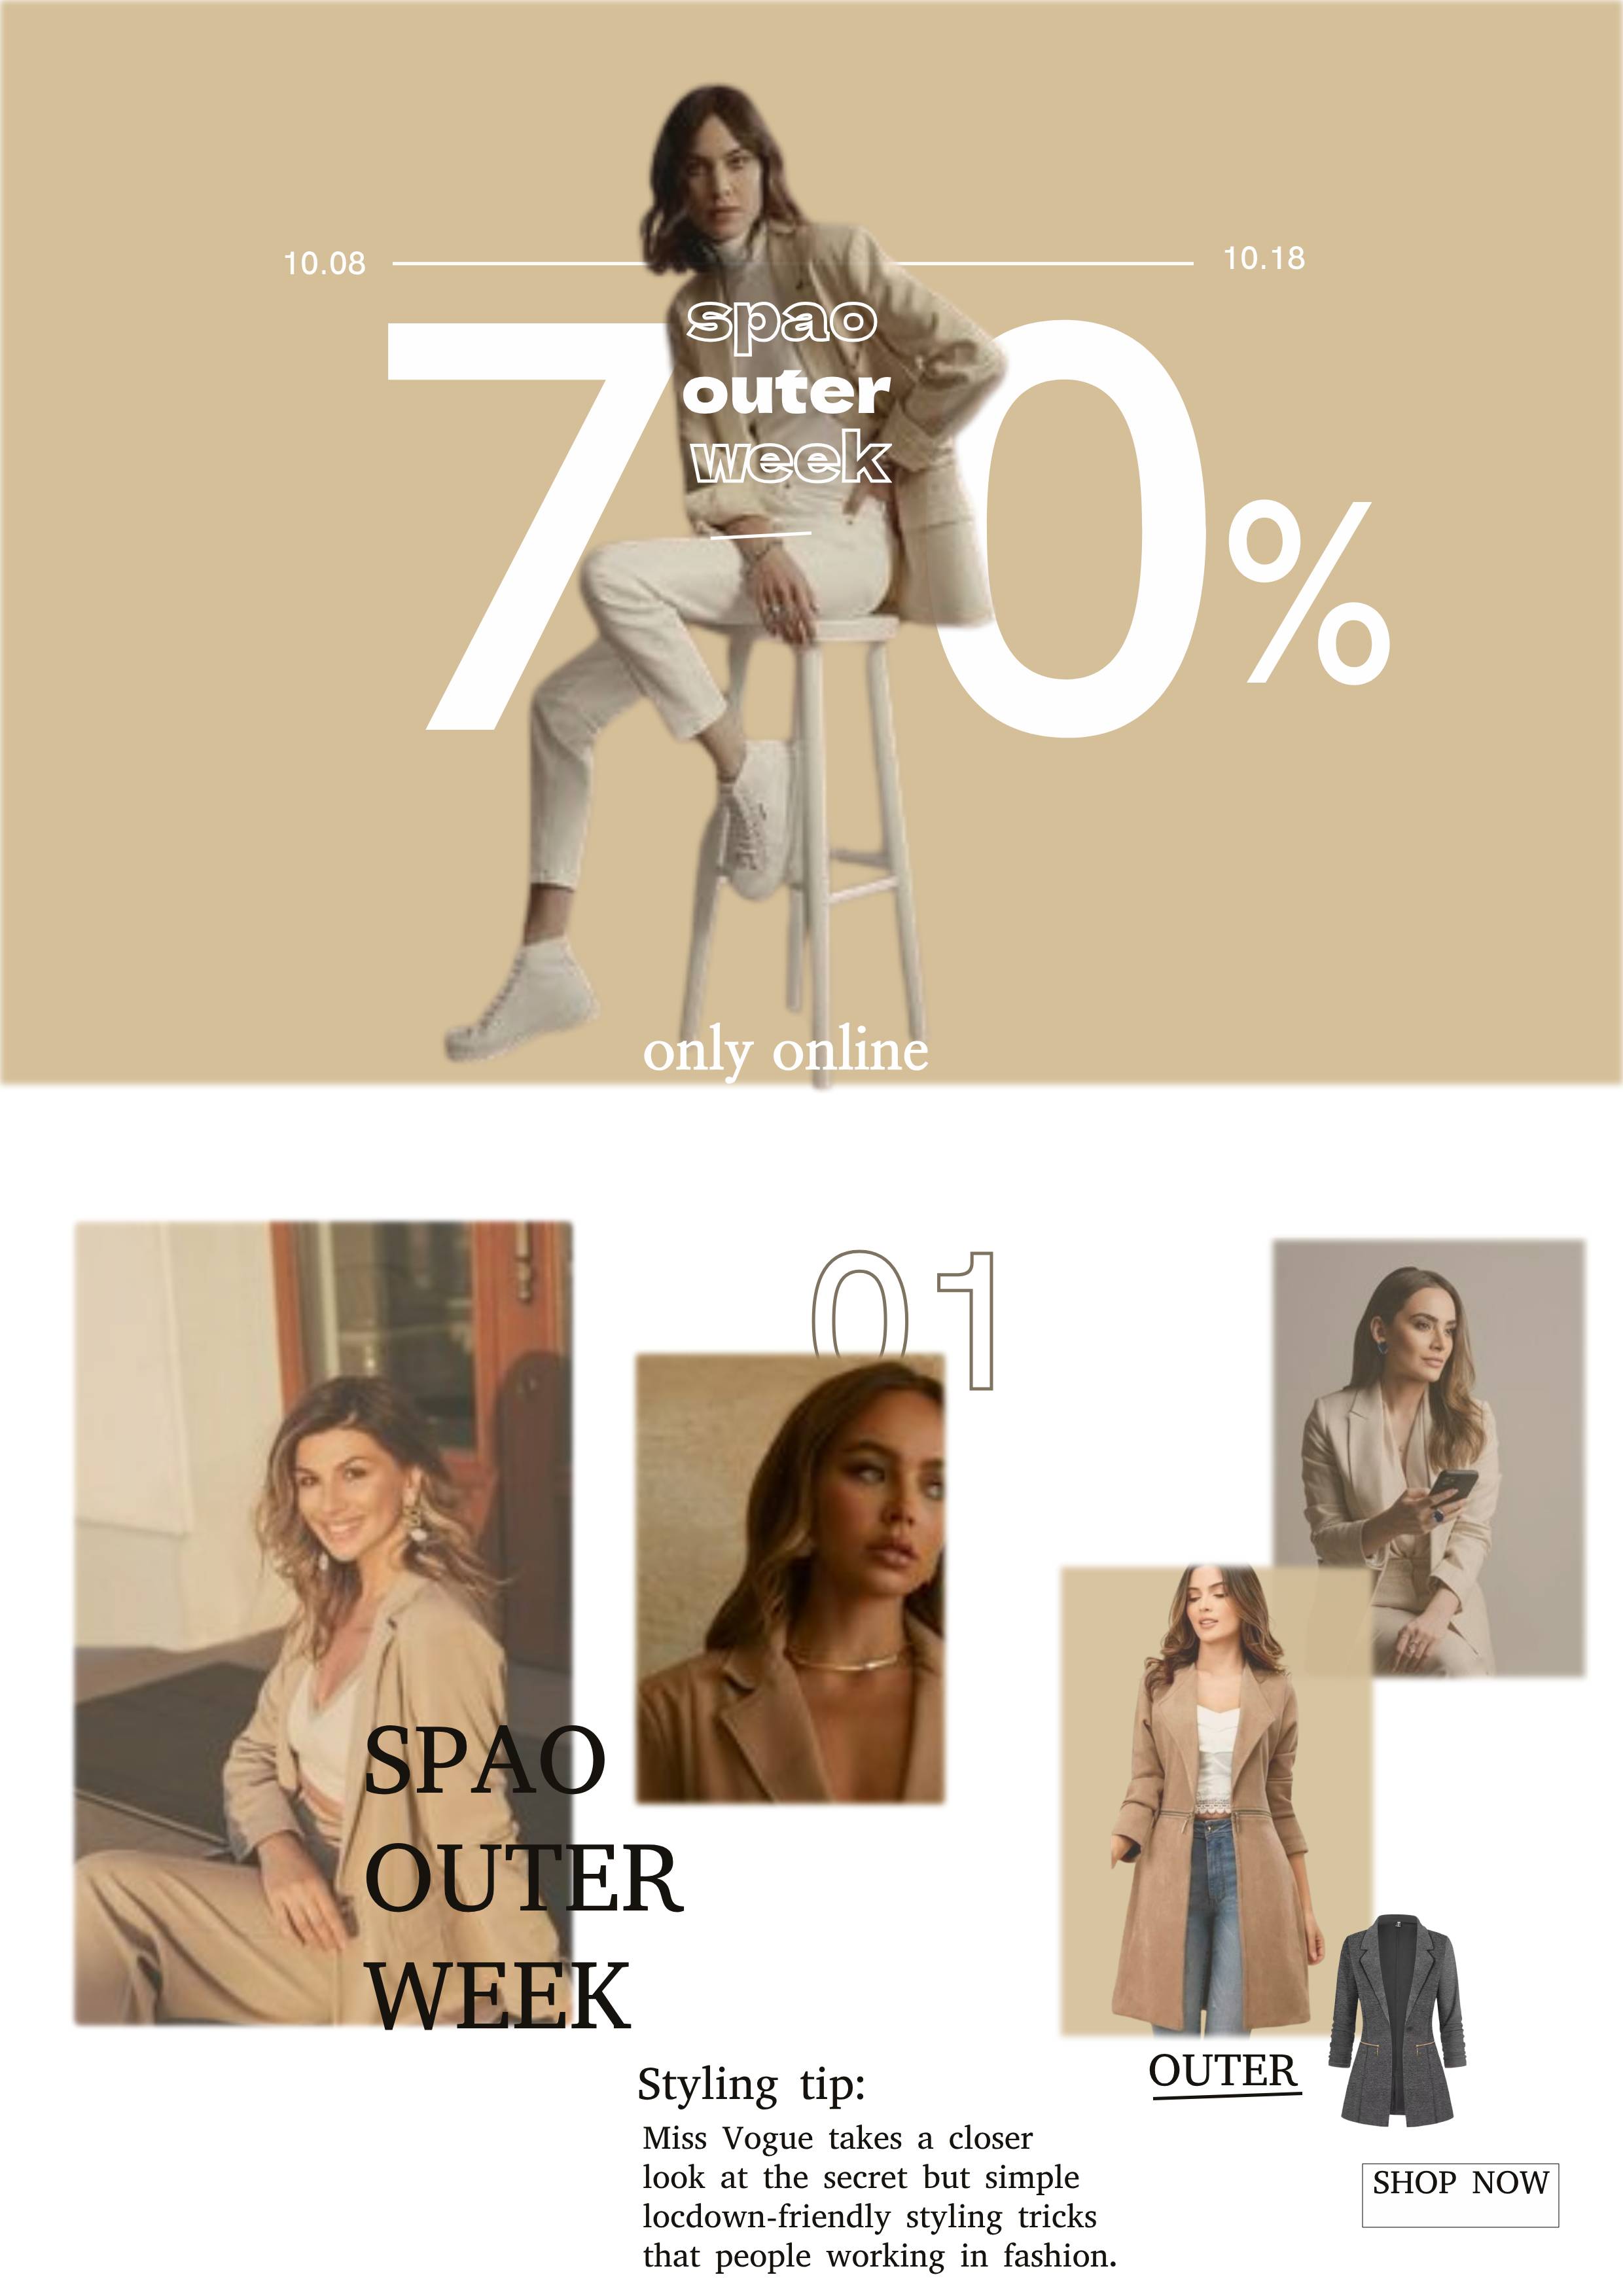 10.08
10.18
70%
spao
outer
week
only online
01
SPAO
OUTER
WEEK
Styling tip:
Miss Vogue takes a closer
look at the secret but simple
locdown-friendly styling tricks
that people working in fashion.
OUTER
SHOP NOW